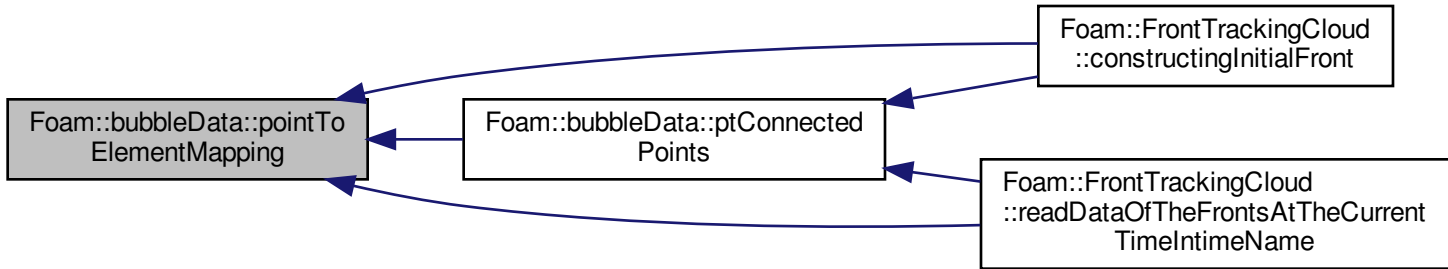 Foam::bubbleData::pointTo
ElementMapping
Foam::bubbleData::ptConnected
Points
Foam::FrontTrackingCloud
::constructingInitialFront
Foam::FrontTrackingCloud
::readDataOfTheFrontsAtTheCurrent
TimeIntimeName